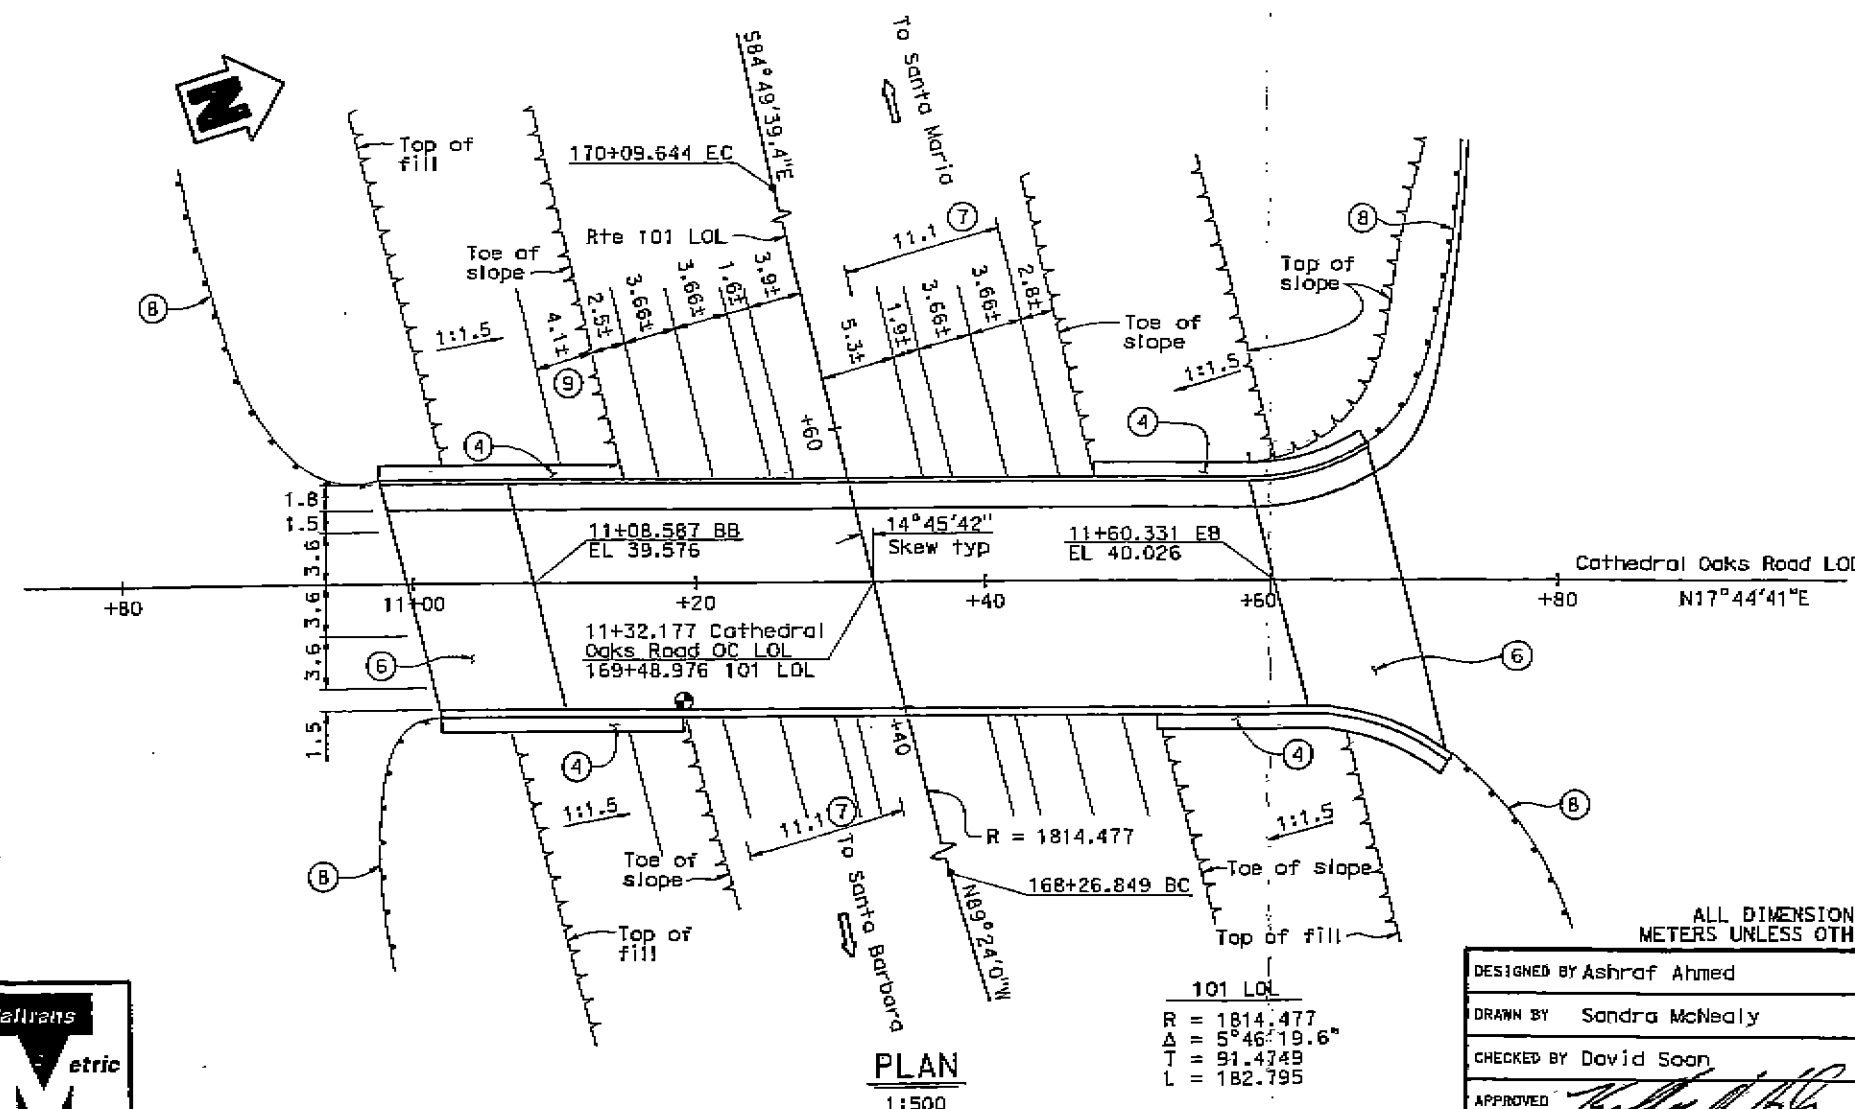 N
Top of
fill
170+09.644 EC
S84°49'39.4"E
To Santa Maria
Rte 101 LOL
Toe of
slope
11.1
7
8
Top of
slope
8
1:1.5
4.1±
2.5±
3.66±
3.66±
1.6±
3.9±
5.3±
1.9±
3.66±
3.66±
2.8±
Toe of
slope
1:1.5
9
4
+60
4
1.8
1.5
3.6
3.6
3.6
1.5
11+08.587 BB
EL 39.576
14°45'42"
Skew typ
11+60.331 EB
EL 40.026
Cathedral Oaks Road LOL
N17°44'41"E
+80
11+00
+20
+40
+60
+80
11+32.177 Cathedral
Oaks Road OC LOL
169+48.976 101 LOL
6
6
4
+40
4
1:1.5
11.1
7
1:1.5
8
R = 1814.477
8
Toe of
slope
To Santa Barbara
168+26.849 BC
N89°24'0"W
Toe of slope
Top of
fill
Top of fill
ALL DIMENSION
METERS UNLESS OTH
101 LOL
R = 1814.477
Δ = 5°46'19.6"
T = 91.4749
L = 182.795
PLAN
1:500
Caltrans
etric
DESIGNED BY Ashraf Ahmed
DRAWN BY Sandra McNealy
CHECKED BY David Soon
APPROVED